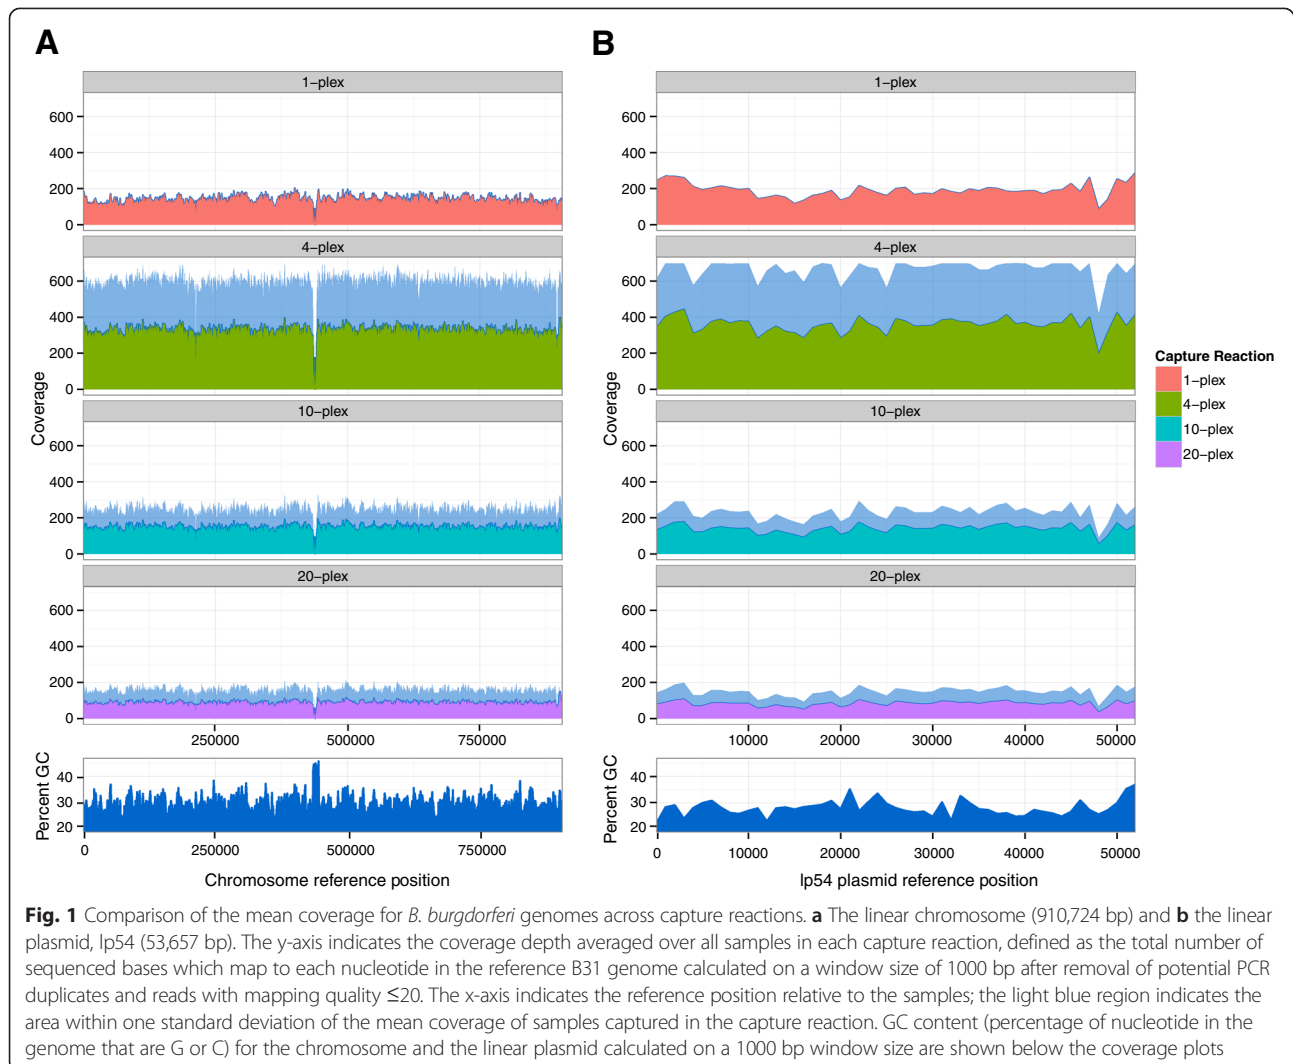 A
B
1−plex
1−plex
600
400
200
0
600
400
200
0
4−plex
4−plex
600
400
200
0
600
400
200
0
Coverage
Coverage
10−plex
10−plex
600
400
200
0
600
400
200
0
20−plex
20−plex
600
400
200
0
600
400
200
0
250000 500000 750000
10000 20000 30000 40000 50000
Capture Reaction
1−plex
4−plex
10−plex
20−plex
Percent GC
40
30
20
0 250000 500000 750000
Chromosome reference position
Percent GC
40
30
20
0 10000 20000 30000 40000 50000
lp54 plasmid reference position
Fig. 1 Comparison of the mean coverage for B. burgdorferi genomes across capture reactions. a The linear chromosome (910,724 bp) and b the linear
plasmid, lp54 (53,657 bp). The y-axis indicates the coverage depth averaged over all samples in each capture reaction, defined as the total number of
sequenced bases which map to each nucleotide in the reference B31 genome calculated on a window size of 1000 bp after removal of potential PCR
duplicates and reads with mapping quality ≤20. The x-axis indicates the reference position relative to the samples; the light blue region indicates the
area within one standard deviation of the mean coverage of samples captured in the capture reaction. GC content (percentage of nucleotide in the
genome that are G or C) for the chromosome and the linear plasmid calculated on a 1000 bp window size are shown below the coverage plots